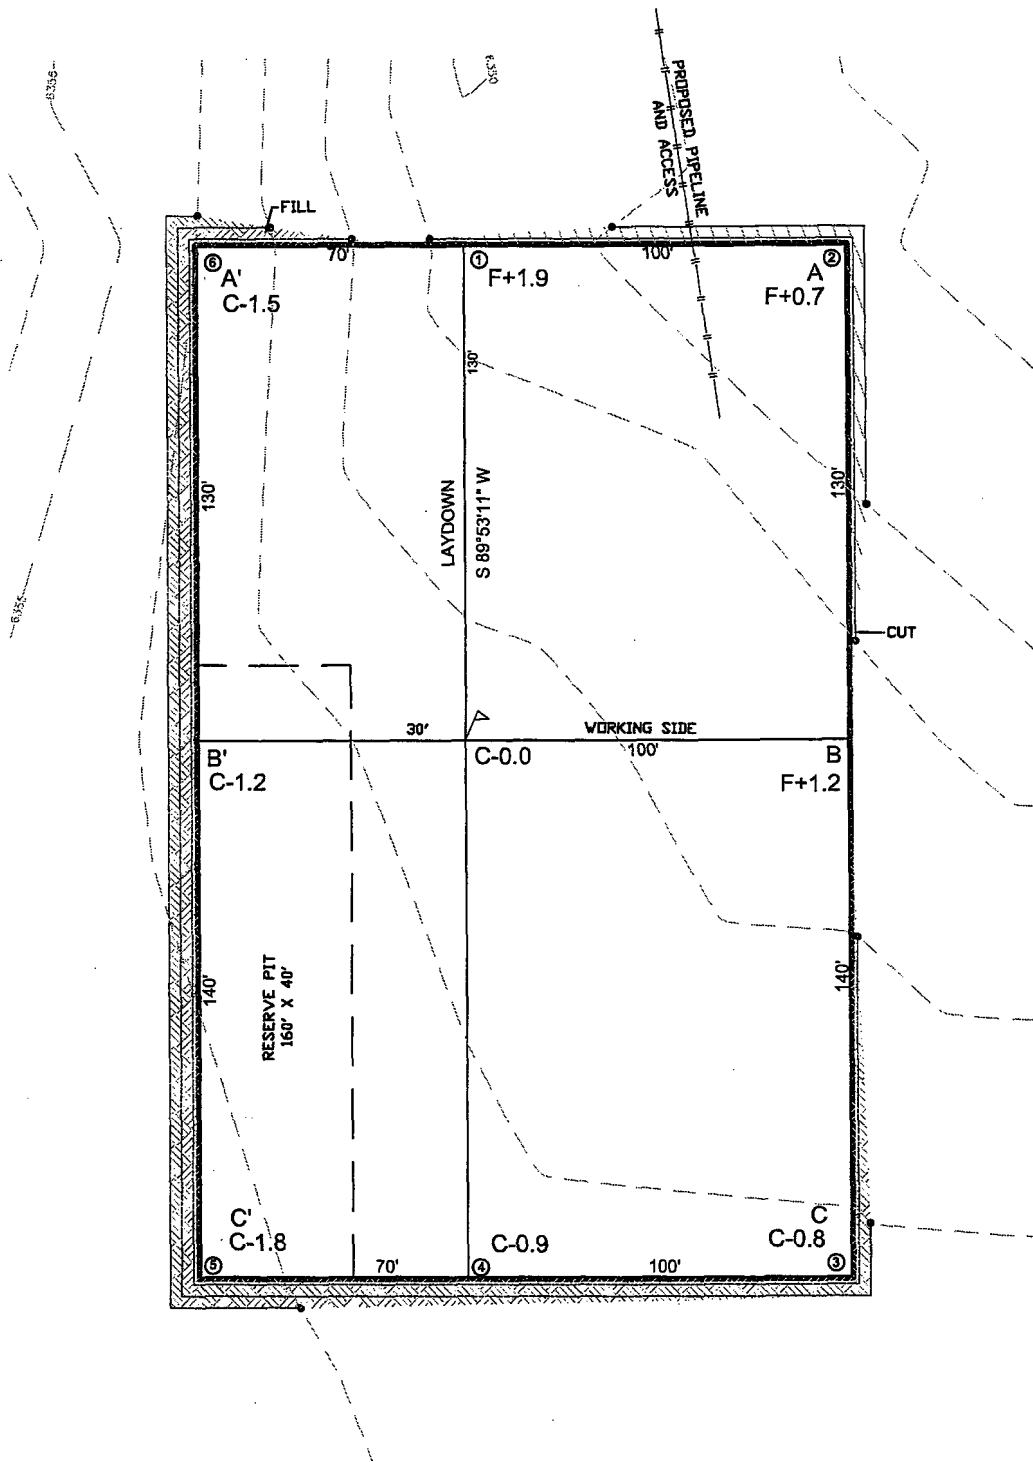 6356
6350
PROPOSED PIPELINE
AND ACCESS
FILL
70'
100'
⑥
A'
C-1.5
①
F+1.9
②
A
F+0.7
130'
130'
130'
LAYDOWN
S 89°53'11" W
6355
CUT
30'
WORKING SIDE
100'
B'
C-1.2
C-0.0
B
F+1.2
140'
RESERVE PIT
160' X 40'
140'
C'
C-1.8
⑤
C-0.9
④
C
C-0.8
③
70'
100'